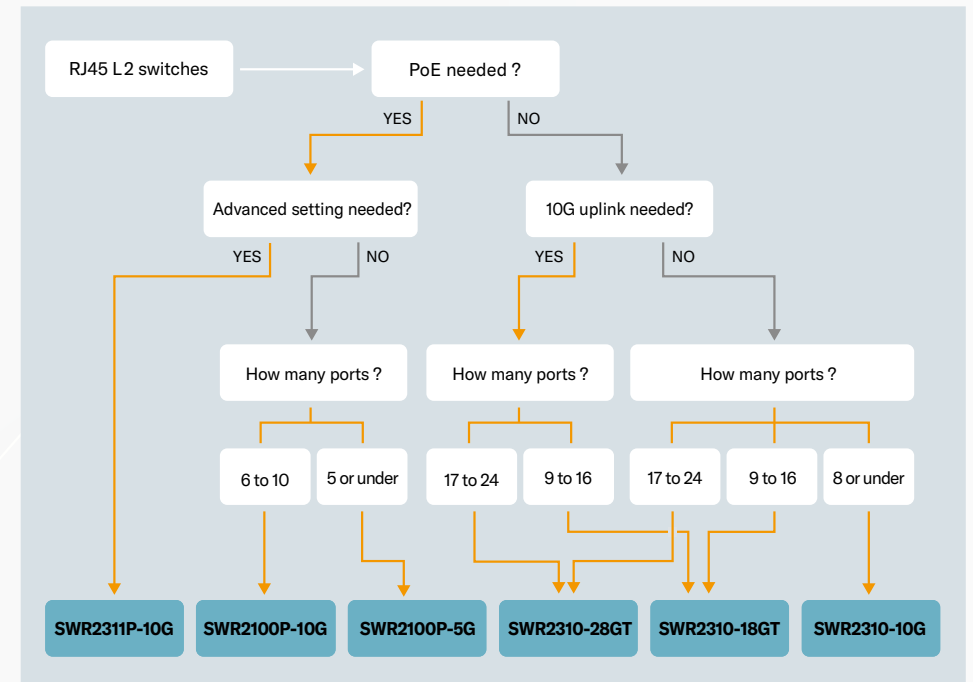 RJ45 L2 switches
PoE needed ?
YES
NO
Advanced setting needed?
10G uplink needed?
YES
NO
YES
NO
How many ports ?
How many ports ?
How many ports ?
6 to 10
5 or under
17 to 24
9 to 16
17 to 24
9 to 16
8 or under
SWR2311P-10G
SWR2100P-10G
SWR2100P-5G
SWR2310-28GT
SWR2310-18GT
SWR2310-10G